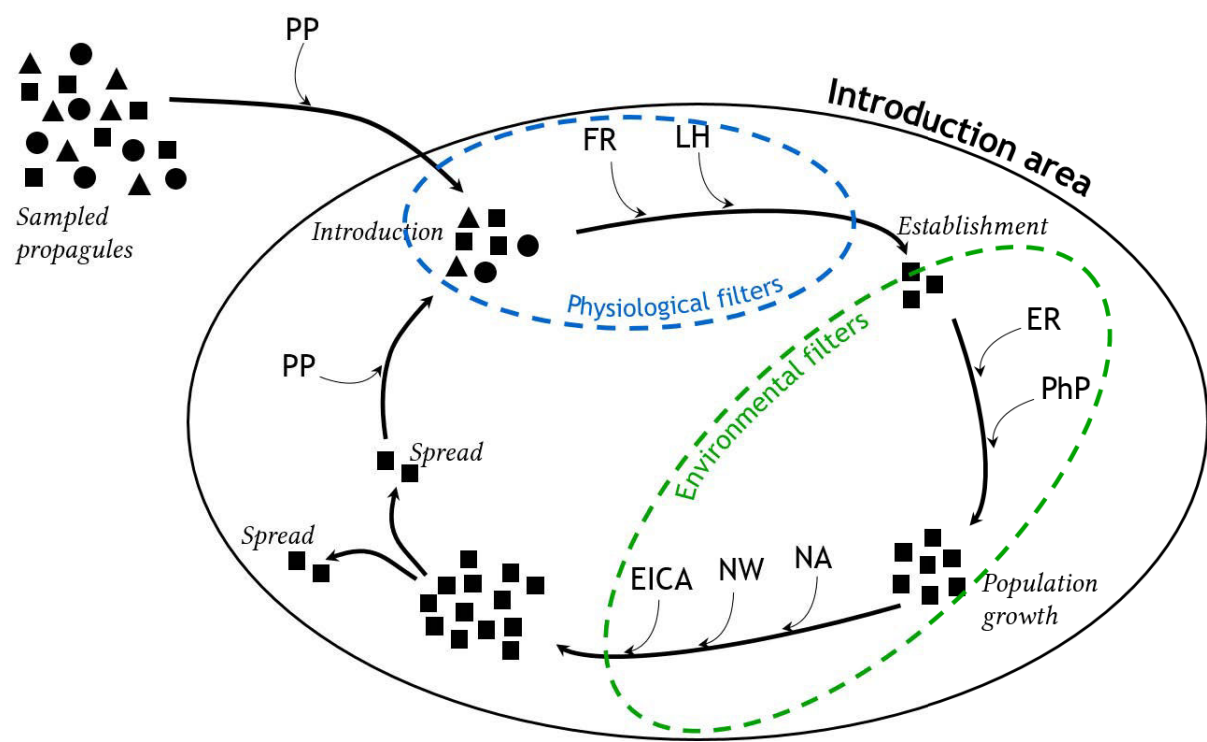 PP
Introduction area
FR
LH
Sampled
propagules
Introduction
Establishment
Physiological filters
ER
PP
PhP
Environmental filters
Spread
Spread
EICA
NW
NA
Population
growth